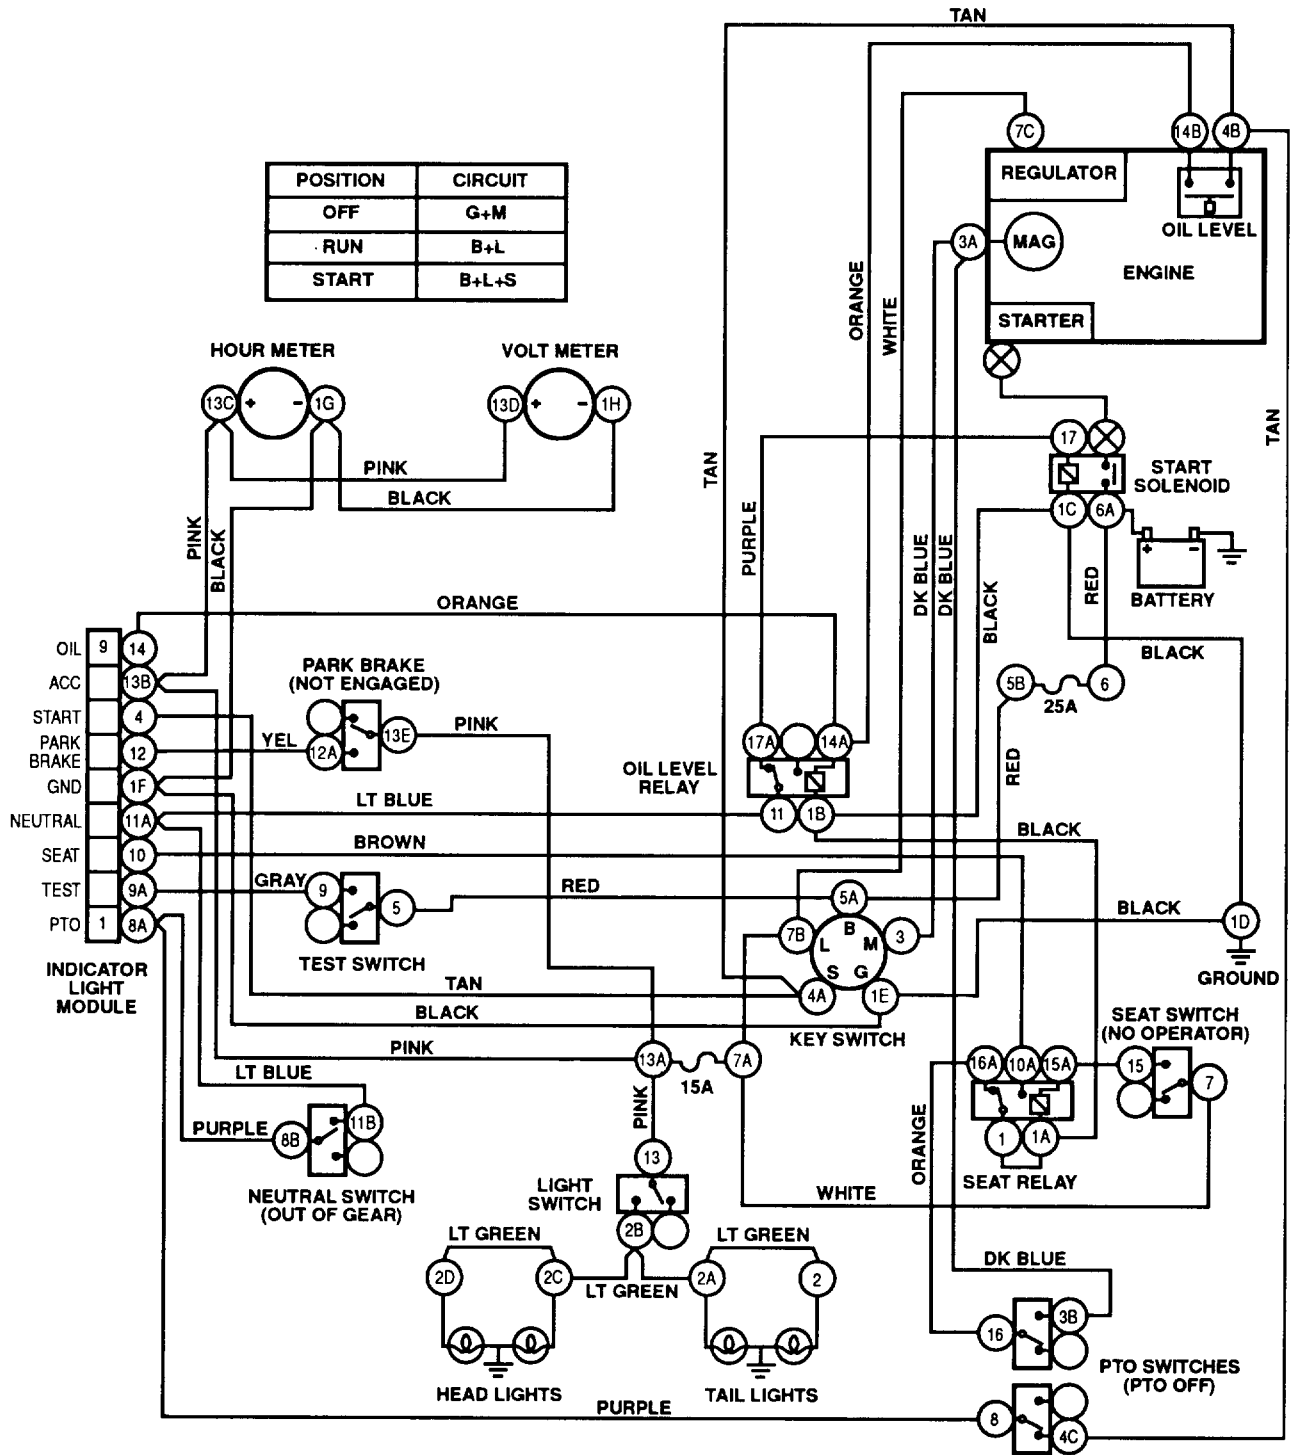 TAN
7C
14B
4B
POSITION CIRCUIT
OFF G+M
RUN B+L
START B+L+S
REGULATOR
OIL LEVEL
3A
MAG
ENGINE
STARTER
ORANGE
WHITE
TAN
HOUR METER
VOLT METER
13C
+
-
1G
13D
+
-
1H
PINK
BLACK
PINK
BLACK
TAN
PURPLE
DK BLUE
DK BLUE
17
START
SOLENOID
1C
6A
+
-
BATTERY
BLACK
RED
BLACK
ORANGE
OIL
9
14
ACC
13B
START
4
PARK
BRAKE
12
GND
1F
NEUTRAL
11A
SEAT
10
TEST
9A
PTO
1
8A
INDICATOR
LIGHT
MODULE
PARK BRAKE
(NOT ENGAGED)
YEL
12A
13E
PINK
5B
25A
6
RED
17A
14A
OIL LEVEL
RELAY
11
1B
LT BLUE
BLACK
BROWN
GRAY
9
5
RED
TEST SWITCH
5A
B
7B
L
M
3
S
G
4A
1E
KEY SWITCH
BLACK
1D
GROUND
TAN
BLACK
PINK
13A
15A
7A
LT BLUE
PURPLE
8B
11B
NEUTRAL SWITCH
(OUT OF GEAR)
PINK
SEAT SWITCH
(NO OPERATOR)
16A
10A
15A
15
7
1
1A
SEAT RELAY
ORANGE
WHITE
13
LIGHT
SWITCH
2B
LT GREEN
LT GREEN
2D
2C
LT GREEN
2A
2
HEAD LIGHTS
TAIL LIGHTS
DK BLUE
3B
16
PTO SWITCHES
(PTO OFF)
PURPLE
8
4C